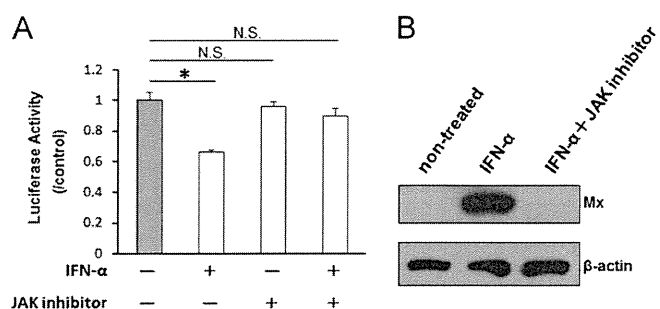 A
N.S.
N.S.
*
Luciferase Activity
(/control)
1.2
1
0.8
0.6
0.4
0.2
0
IFN-α − + − +
JAK inhibitor − − + +
B
non-treated
IFN-α
IFN-α+JAK inhibitor
Mx
β-actin